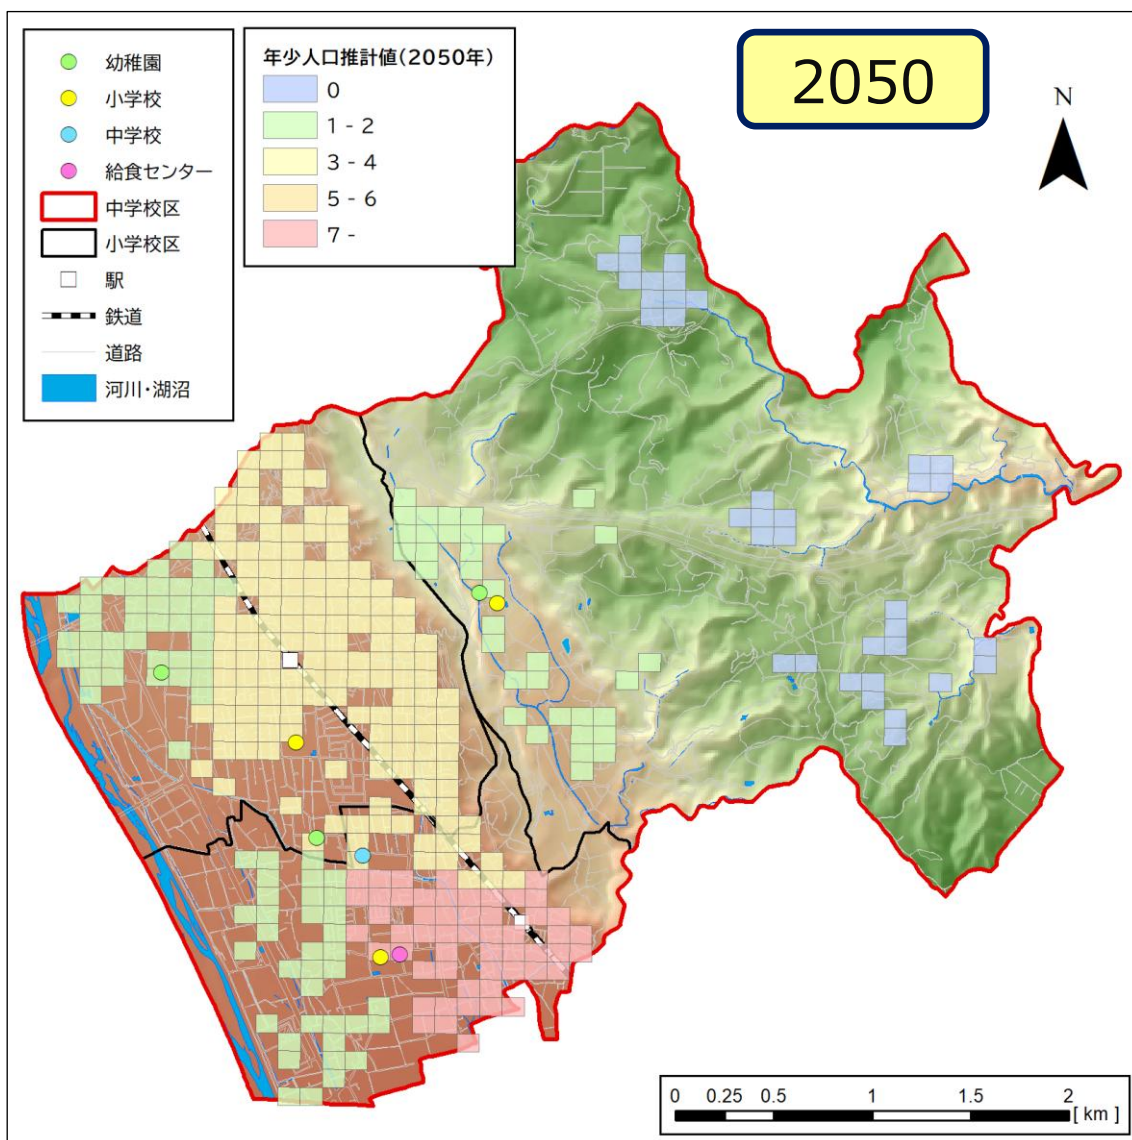 幼稚園
小学校
中学校
給食センター
中学校区
小学校区
駅
鉄道
道路
河川・湖沼
年少人口推計値(2050年)
0
1 - 2
3 - 4
5 - 6
7 -
2050
N
0 0.25 0.5 1 1.5 2
[ km ]